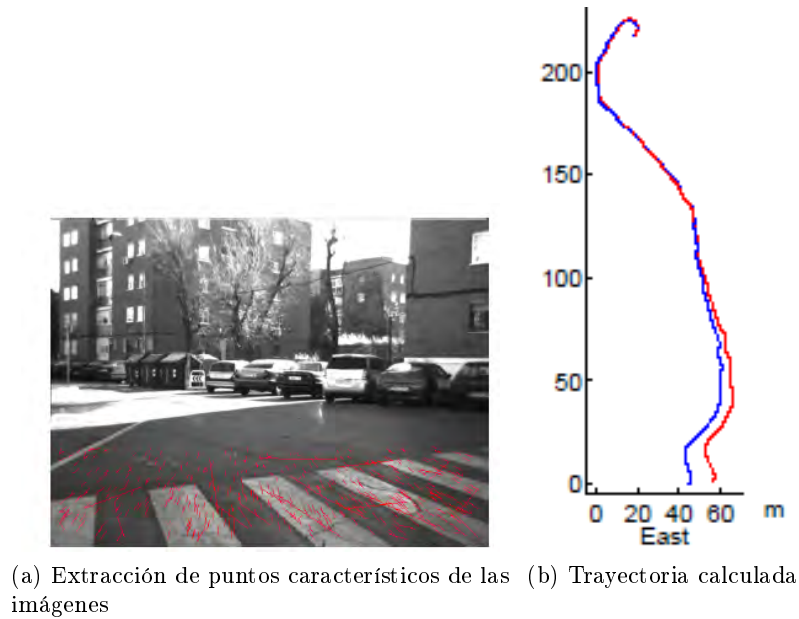 200
150
100
50
0
0 20 40 60 m
East
(a) Extracción de puntos característicos de las
imágenes
(b) Trayectoria calculada